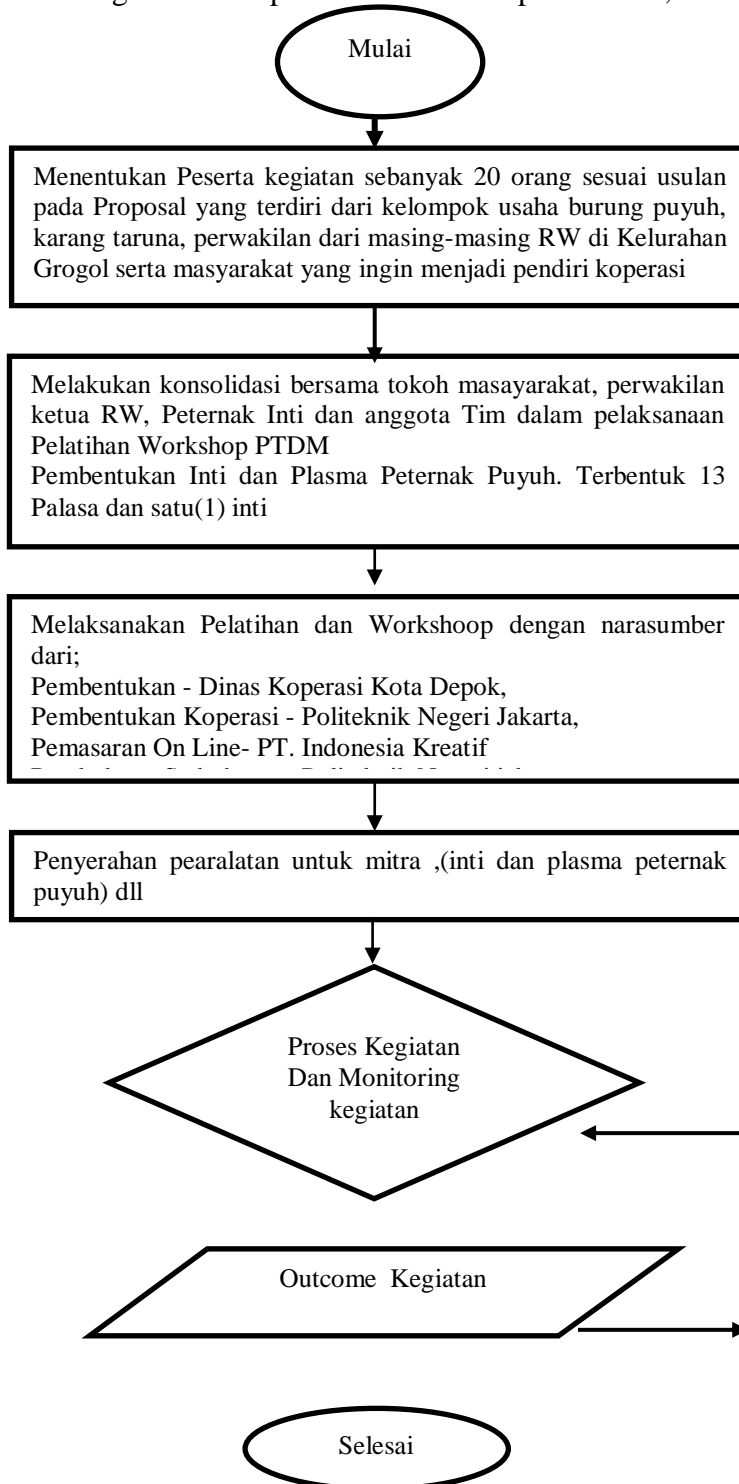 Mulai
Menentukan Peserta kegiatan sebanyak 20 orang sesuai usulan
pada Proposal yang terdiri dari kelompok usaha burung puyuh,
karang taruna, perwakilan dari masing-masing RW di Kelurahan
Grogol serta masyarakat yang ingin menjadi pendiri koperasi
Melakukan konsolidasi bersama tokoh masayarakat, perwakilan
ketua RW, Peternak Inti dan anggota Tim dalam pelaksanaan
Pelatihan Workshop PTDM
Pembentukan Inti dan Plasma Peternak Puyuh. Terbentuk 13
Palasa dan satu(1) inti
Melaksanakan Pelatihan dan Workshoop dengan narasumber
dari;
Pembentukan - Dinas Koperasi Kota Depok,
Pembentukan Koperasi - Politeknik Negeri Jakarta,
Pemasaran On Line- PT. Indonesia Kreatif
Penyerahan pearalatan untuk mitra ,(inti dan plasma peternak
puyuh) dll
Proses Kegiatan
Dan Monitoring
kegiatan
Outcome Kegiatan
Selesai